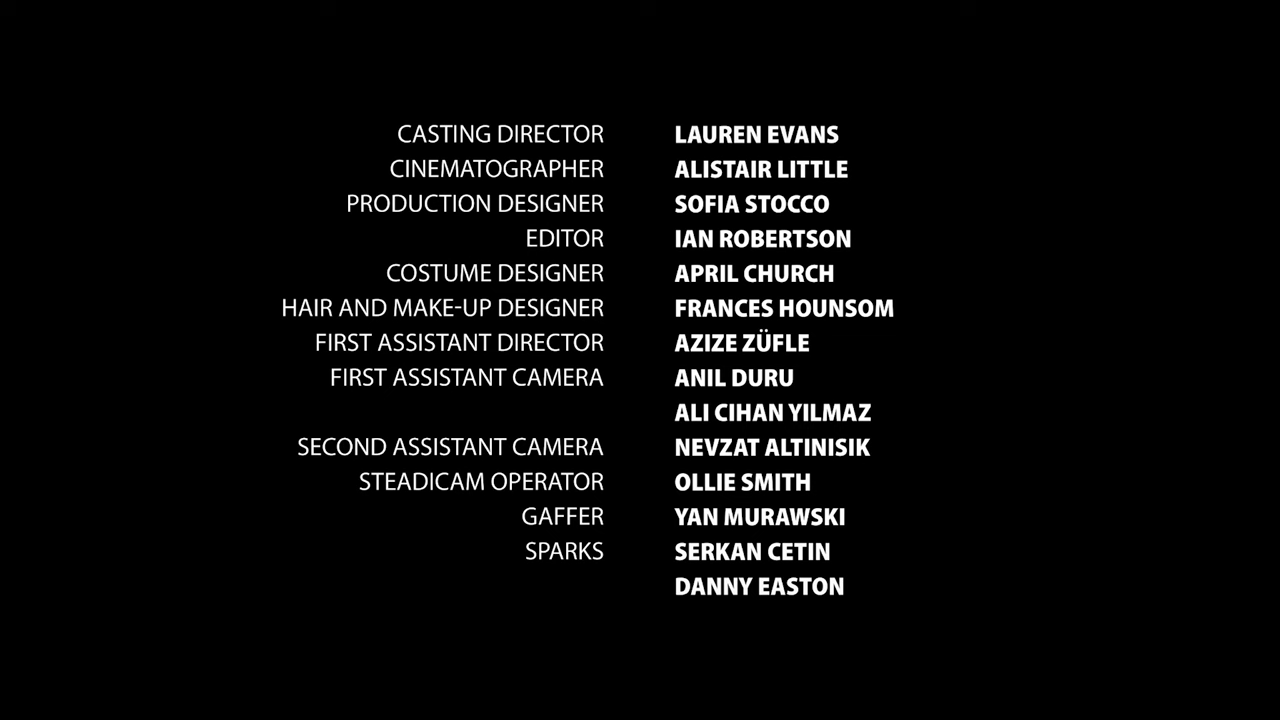 CASTING DIRECTOR LAUREN EVANS
CINEMATOGRAPHER ALISTAIR LITTLE
PRODUCTION DESIGNER SOFIA STOCCO
EDITOR IAN ROBERTSON
COSTUME DESIGNER APRIL CHURCH
HAIR AND MAKE-UP DESIGNER FRANCES HOUNSOM
FIRST ASSISTANT DIRECTOR AZIZE ZÜFLE
FIRST ASSISTANT CAMERA ANIL DURU
ALI CIHAN YILMAZ
SECOND ASSISTANT CAMERA NEVZAT ALTINISIK
STEADICAM OPERATOR OLLIE SMITH
GAFFER YAN MURAWSKI
SPARKS SERKAN CETIN
DANNY EASTON